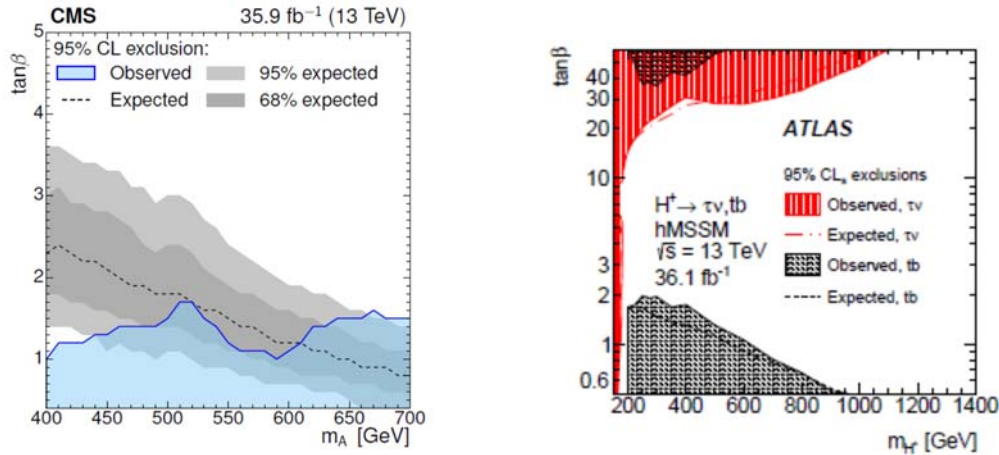 CMS 35.9 fb⁻¹ (13 TeV)
tanβ
5
4
3
2
1
95% CL exclusion:
Observed 95% expected
Expected 68% expected
400 450 500 550 600 650 700
m_A [GeV]
tanβ
40
30
20
10
3
2
1
0.6
ATLAS
95% CL_s exclusions
Observed, τν
Expected, τν
Observed, tb
Expected, tb
H⁺ → τν,tb
hMSSM
√s = 13 TeV
36.1 fb⁻¹
200 400 600 800 1000 1200 1400
m_H⁺ [GeV]